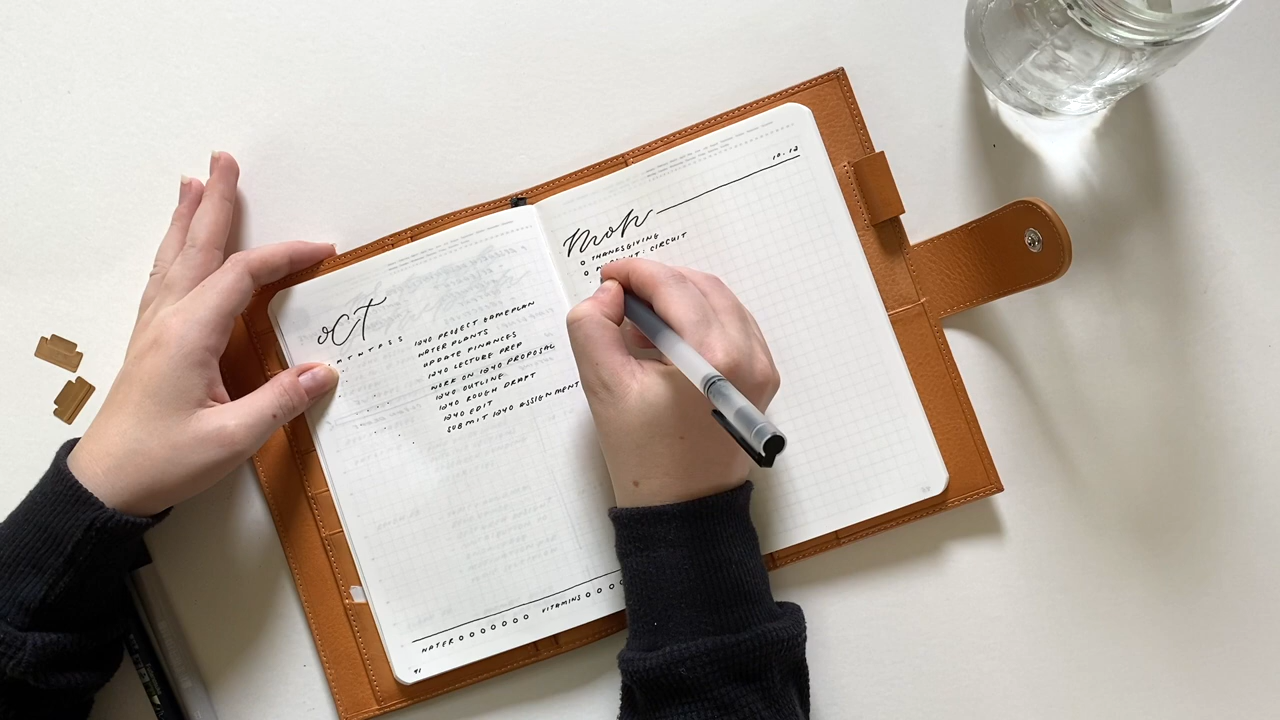 oct
M T W T F S S
1040 PROJECT GAMEPLAN
WATER PLANTS
UPDATE FINANCES
1040 LECTURE PREP
WORK ON 1040 PROPOSAL
1040 OUTLINE
1040 ROUGH DRAFT
1040 EDIT
SUBMIT 1040 ASSIGNMENT
WATER
VITAMINS
41
mon
10.12
THANKSGIVING
CIRCUIT